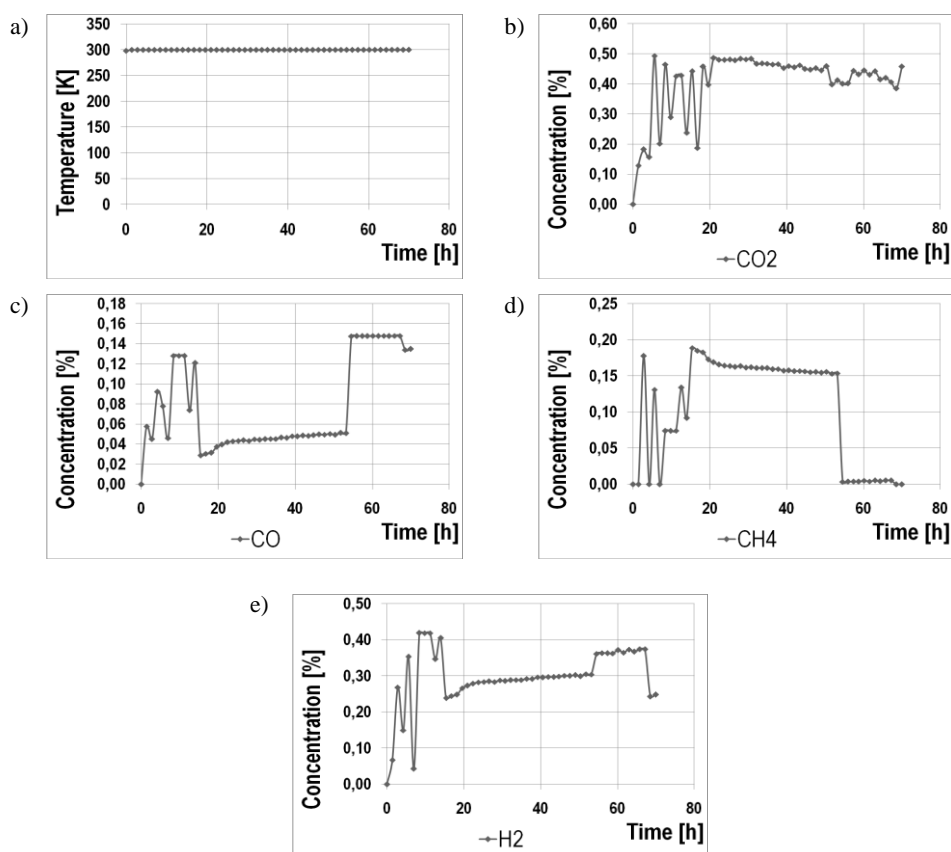 a)
Temperature [K]
350
300
250
200
150
100
50
0
0 20 40 60 80
Time [h]
b)
Concentration [%]
0,60
0,50
0,40
0,30
0,20
0,10
0,00
0 20 40 60 80
Time [h]
CO2
c)
Concentration [%]
0,18
0,16
0,14
0,12
0,10
0,08
0,06
0,04
0,02
0,00
0 20 40 60 80
Time [h]
CO
d)
Concentration [%]
0,25
0,20
0,15
0,10
0,05
0,00
0 20 40 60 80
Time [h]
CH4
e)
Concentration [%]
0,50
0,40
0,30
0,20
0,10
0,00
0 20 40 60 80
Time [h]
H2